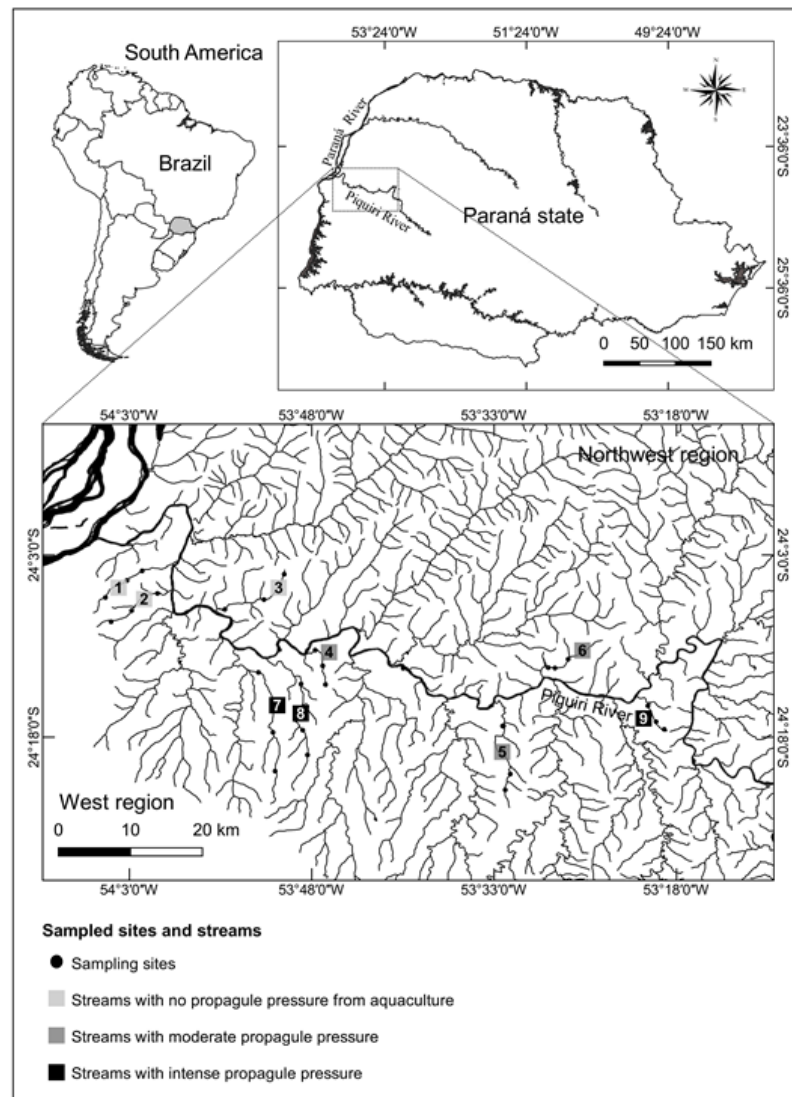 South America
Brazil
53°24'0"W
51°24'0"W
49°24'0"W
N
W
E
S
23°36'0"S
25°36'0"S
Paraná River
Piquiri River
Paraná state
0 50 100 150 km
54°3'0"W
53°48'0"W
53°33'0"W
53°18'0"W
Northwest region
24°3'0"S
24°3'0"S
1
2
3
4
6
7
8
Piquiri River
9
5
24°18'0"S
24°18'0"S
West region
0 10 20 km
54°3'0"W
53°48'0"W
53°33'0"W
53°18'0"W
Sampled sites and streams
Sampling sites
Streams with no propagule pressure from aquaculture
Streams with moderate propagule pressure
Streams with intense propagule pressure